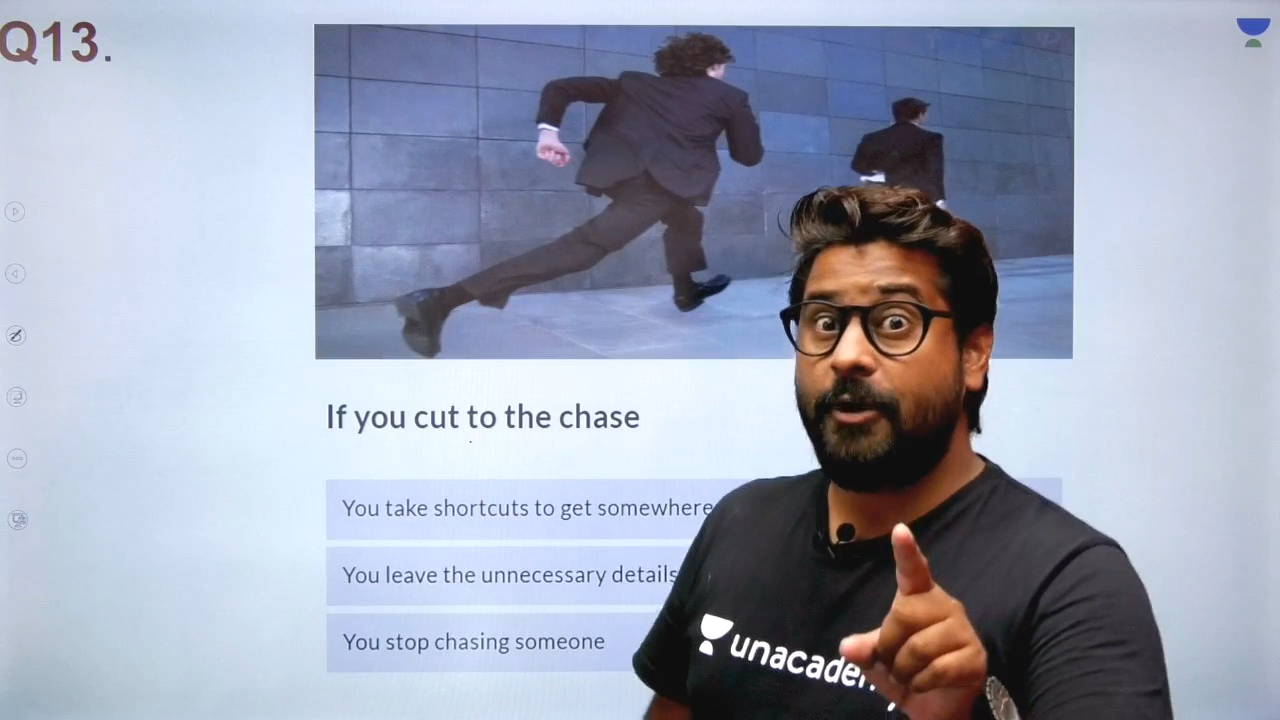 Q13.
If you cut to the chase
You take shortcuts to get somewhere
You leave the unnecessary details
You stop chasing someone
unacade